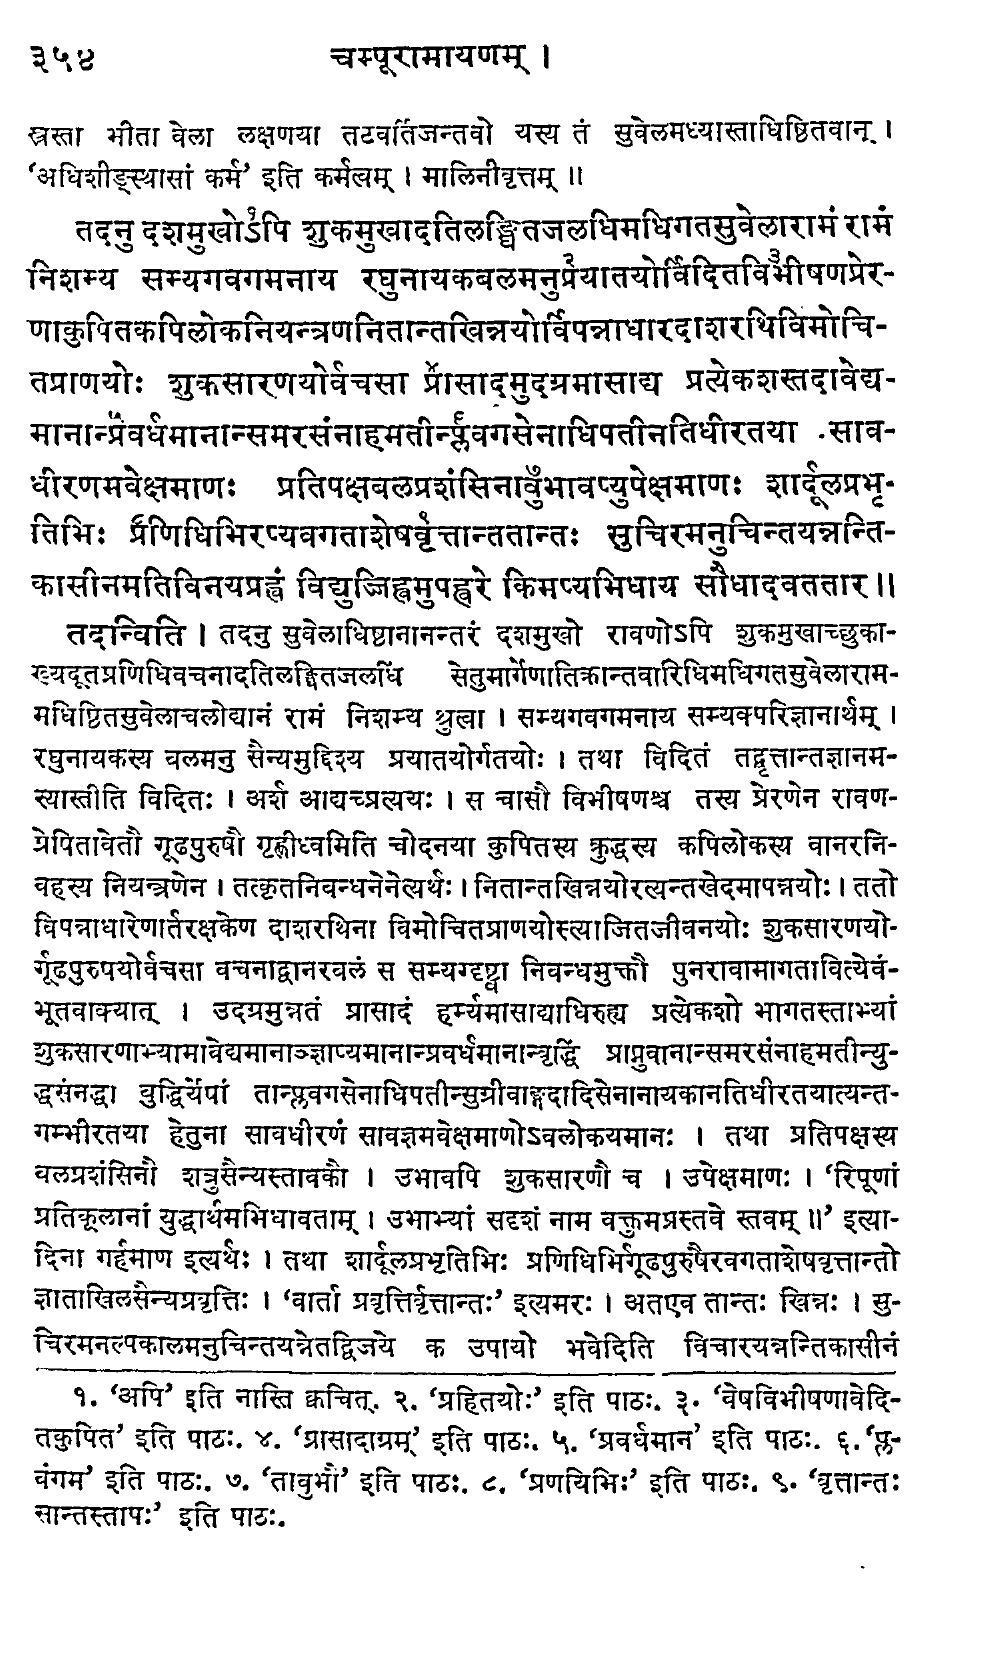 ३५४ चम्पूरामायणम् ।
स्रस्ता भीता वेला लक्षणया तटवर्तिजन्तवो यस्य तं सुवेलमध्यास्ताधिष्ठितवान् ।
‘अधिशीङ्स्थासां कर्म’ इति कर्मत्वम् । मालिनीवृत्तम् ॥
तदनु दशमुखोऽ१पि शुकमुखादतिलङ्घितजलधिमधिगतसुवेलारामं रामं
निशम्य सम्यगवगमनाय रघुनायकबलमनुप्र२यातयोर्विदितवि३भीषणप्रेर-
णाकुपितकपिलोकनियन्त्रणनितान्तखिन्नयोर्विपन्नाधारदाशरथिविमोचि-
तप्राणयोः शुकसारणयोर्वचसा प्रा४सादमुदग्रमासाद्य प्रत्येकशस्तदावेद्य-
मानान्प्र५वर्धमानान्समरसंनाहमतीन्प्ल६वगसेनाधिपतीनतिधीरतया साव-
धीरणमवेक्षमाणः प्रतिपक्षबलप्रशंसिनावु७भावप्युपेक्षमाणः शार्दूलप्रभृ-
तिभिः प्र८णिधिभिरप्यवगताशेषवृ९त्तान्ततान्तः सुचिरमनुचिन्तयन्नन्ति-
कासीनमतिविनयप्रह्वं विद्युज्जिह्वमुपह्वरे किमप्यभिधाय सौधादवततार ॥
तदन्विति । तदनु सुवेलाधिष्ठानानन्तरं दशमुखो रावणोऽपि शुकमुखाच्छुका-
ख्यदूतप्रणिधिवचनादतिलङ्घितजलधिं सेतुमार्गेणातिक्रान्तवारिधिमधिगतसुवेलाराम-
मधिष्ठितसुवेलाचलोद्यानं रामं निशम्य श्रुत्वा । सम्यगवगमनाय सम्यक्परिज्ञानार्थम् ।
रघुनायकस्य बलमनु सैन्यमुद्दिश्य प्रयातयोर्गतयोः । तथा विदितं तद्वृत्तान्तज्ञानम-
स्यास्तीति विदितः । अर्श आद्यच्प्रत्ययः । स चासौ विभीषणश्च तस्य प्रेरणेन रावण-
प्रेषितावेतौ गूढपुरुषौ गृह्णीध्वमिति चोदनया कुपितस्य क्रुद्धस्य कपिलोकस्य वानरनि-
वहस्य नियन्त्रणेन । तत्कृतनिबन्धनेनेत्यर्थः । नितान्तखिन्नयोरत्यन्तखेदमापन्नयोः । ततो
विपन्नाधारेणार्तरक्षकेण दाशरथिना विमोचितप्राणयोस्त्याजितजीवनयोः शुकसारणयो-
र्गूढपुरुषयोर्वचसा वचनाद्वानरबलं स सम्यग्दृष्ट्वा निबन्धमुक्तौ पुनरावामागतावित्येवं-
भूतवाक्यात् । उदग्रमुन्नतं प्रासादं हर्म्यमासाद्याधिरुह्य प्रत्येकशो भागतस्ताभ्यां
शुकसारणाभ्यामावेद्यमानाञ्ज्ञाप्यमानान्प्रवर्धमानान्वृद्धिं प्राप्नुवानान्समरसंनाहमतीन्यु-
द्धसंनद्धा बुद्धिर्येषां तान्प्लवगसेनाधिपतीन्सुग्रीवाङ्गदादिसेनानायकानतिधीरतयात्यन्त-
गम्भीरतया हेतुना सावधीरणं सावज्ञमवेक्षमाणोऽवलोकयमानः । तथा प्रतिपक्षस्य
बलप्रशंसिनौ शत्रुसैन्यस्तावकौ । उभावपि शुकसारणौ च । उपेक्षमाणः । ‘रिपूणां
प्रतिकूलानां युद्धार्थमभिधावताम् । उभाभ्यां सदृशं नाम वक्तुमप्रस्तवे स्तवम् ॥’ इत्या-
दिना गर्हमाण इत्यर्थः । तथा शार्दूलप्रभृतिभिः प्रणिधिभिर्गूढपुरुषैरवगताशेषवृत्तान्तो
ज्ञाताखिलसैन्यप्रवृत्तिः । ‘वार्ता प्रवृत्तिर्वृत्तान्तः’ इत्यमरः । अतएव तान्तः खिन्नः । सु-
चिरमनल्पकालमनुचिन्तयन्नेतद्विजये क उपायो भवेदिति विचारयन्नन्तिकासीनं
१. ‘अपि’ इति नास्ति क्वचित्. २. ‘प्रहितयोः’ इति पाठः. ३. ‘वेषविभीषणावेदि-
तकुपित’ इति पाठः. ४. ‘प्रासादाग्रम्’ इति पाठः. ५. ‘प्रवर्धमान’ इति पाठः. ६. ‘प्ल-
वंगम’ इति पाठः. ७. ‘तावुभौ’ इति पाठः. ८. ‘प्रणयिभिः’ इति पाठः. ९. ‘वृत्तान्तः
सान्तस्तापः’ इति पाठः.